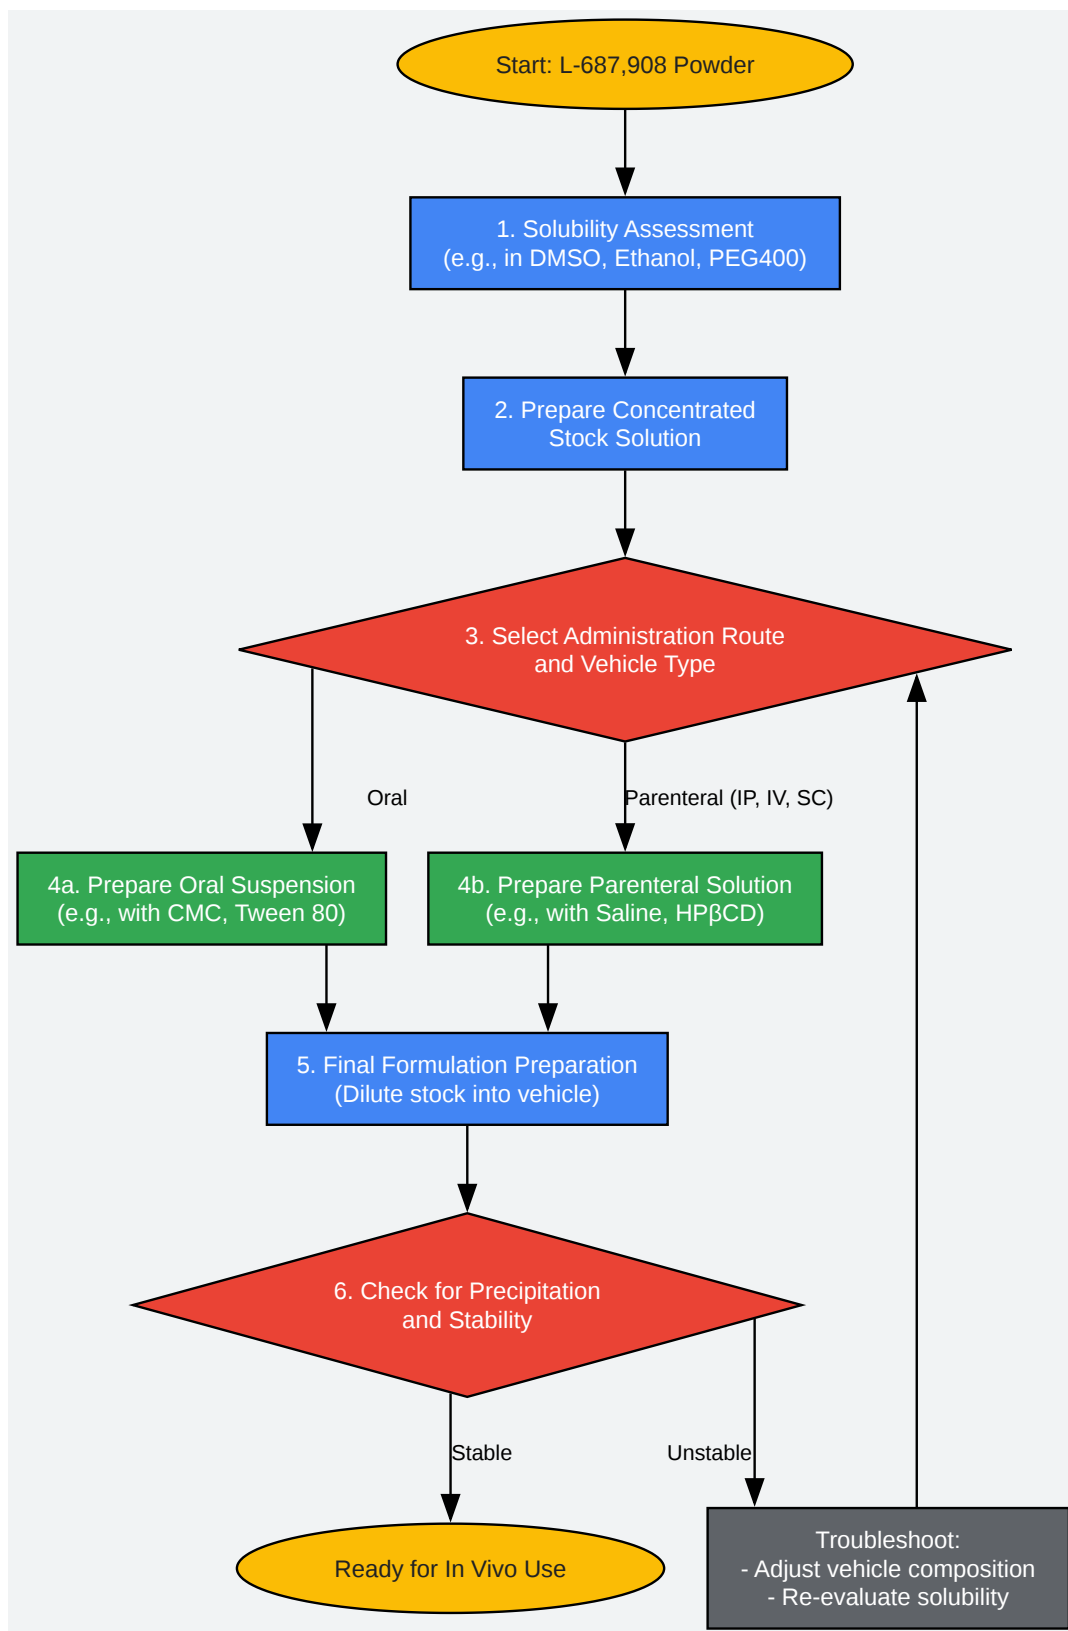 Start: L-687,908 Powder
1. Solubility Assessment
(e.g., in DMSO, Ethanol, PEG400)
2. Prepare Concentrated
Stock Solution
3. Select Administration Route
and Vehicle Type
Oral
Parenteral (IP, IV, SC)
4a. Prepare Oral Suspension
(e.g., with CMC, Tween 80)
4b. Prepare Parenteral Solution
(e.g., with Saline, HPβCD)
5. Final Formulation Preparation
(Dilute stock into vehicle)
6. Check for Precipitation
and Stability
Stable
Unstable
Ready for In Vivo Use
Troubleshoot:
- Adjust vehicle composition
- Re-evaluate solubility